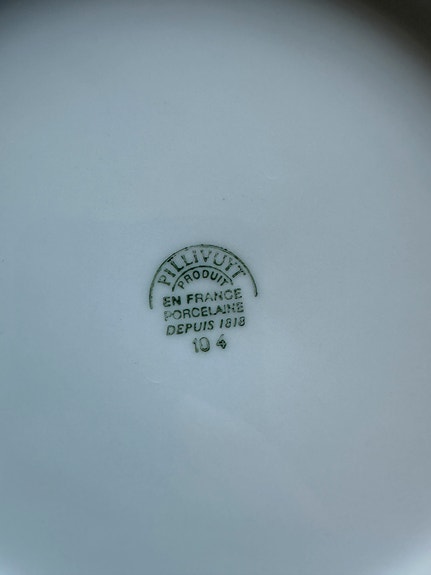 PILLIVUYT
PRODUIT
EN FRANCE
PORCELAINE
DEPUIS 1818
10 4